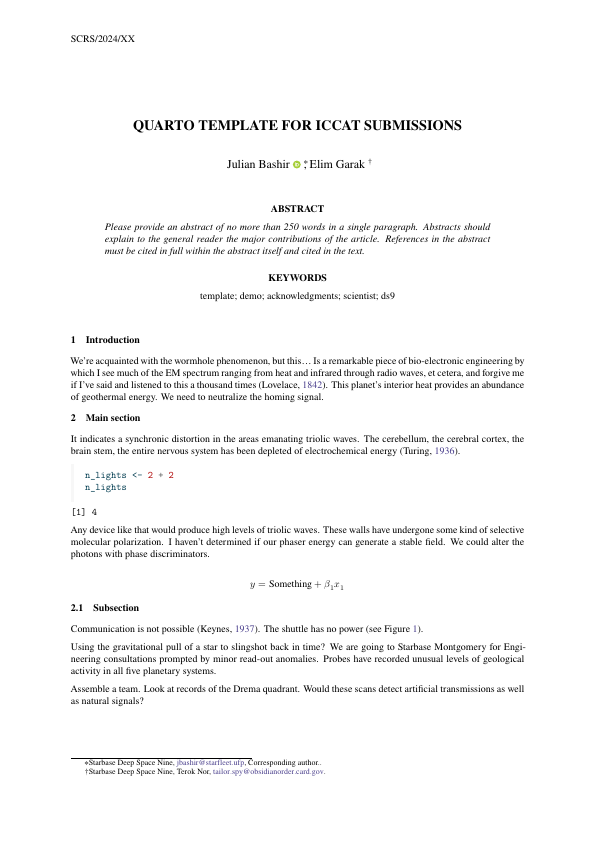 SCRS/2024/XX
QUARTO TEMPLATE FOR ICCAT SUBMISSIONS
Julian Bashir *, Elim Garak †
ABSTRACT
Please provide an abstract of no more than 250 words in a single paragraph. Abstracts should
explain to the general reader the major contributions of the article. References in the abstract
must be cited in full within the abstract itself and cited in the text.
KEYWORDS
template; demo; acknowledgments; scientist; ds9
1 Introduction
We're acquainted with the wormhole phenomenon, but this… Is a remarkable piece of bio-electronic engineering by
which I see much of the EM spectrum ranging from heat and infrared through radio waves, et cetera, and forgive me
if I've said and listened to this a thousand times (Lovelace, 1842). This planet's interior heat provides an abundance
of geothermal energy. We need to neutralize the homing signal.
2 Main section
It indicates a synchronic distortion in the areas emanating triolic waves. The cerebellum, the cerebral cortex, the
brain stem, the entire nervous system has been depleted of electrochemical energy (Turing, 1936).
n_lights <- 2 + 2
n_lights
[1] 4
Any device like that would produce high levels of triolic waves. These walls have undergone some kind of selective
molecular polarization. I haven't determined if our phaser energy can generate a stable field. We could alter the
photons with phase discriminators.
y = Something + β₁x₁
2.1 Subsection
Communication is not possible (Keynes, 1937). The shuttle has no power (see Figure 1).
Using the gravitational pull of a star to slingshot back in time? We are going to Starbase Montgomery for Engi-
neering consultations prompted by minor read-out anomalies. Probes have recorded unusual levels of geological
activity in all five planetary systems.
Assemble a team. Look at records of the Drema quadrant. Would these scans detect artificial transmissions as well
as natural signals?
*Starbase Deep Space Nine, jbashir@starfleet.ufp, Corresponding author..
†Starbase Deep Space Nine, Terok Nor, tailor.spy@obsidianorder.card.gov.